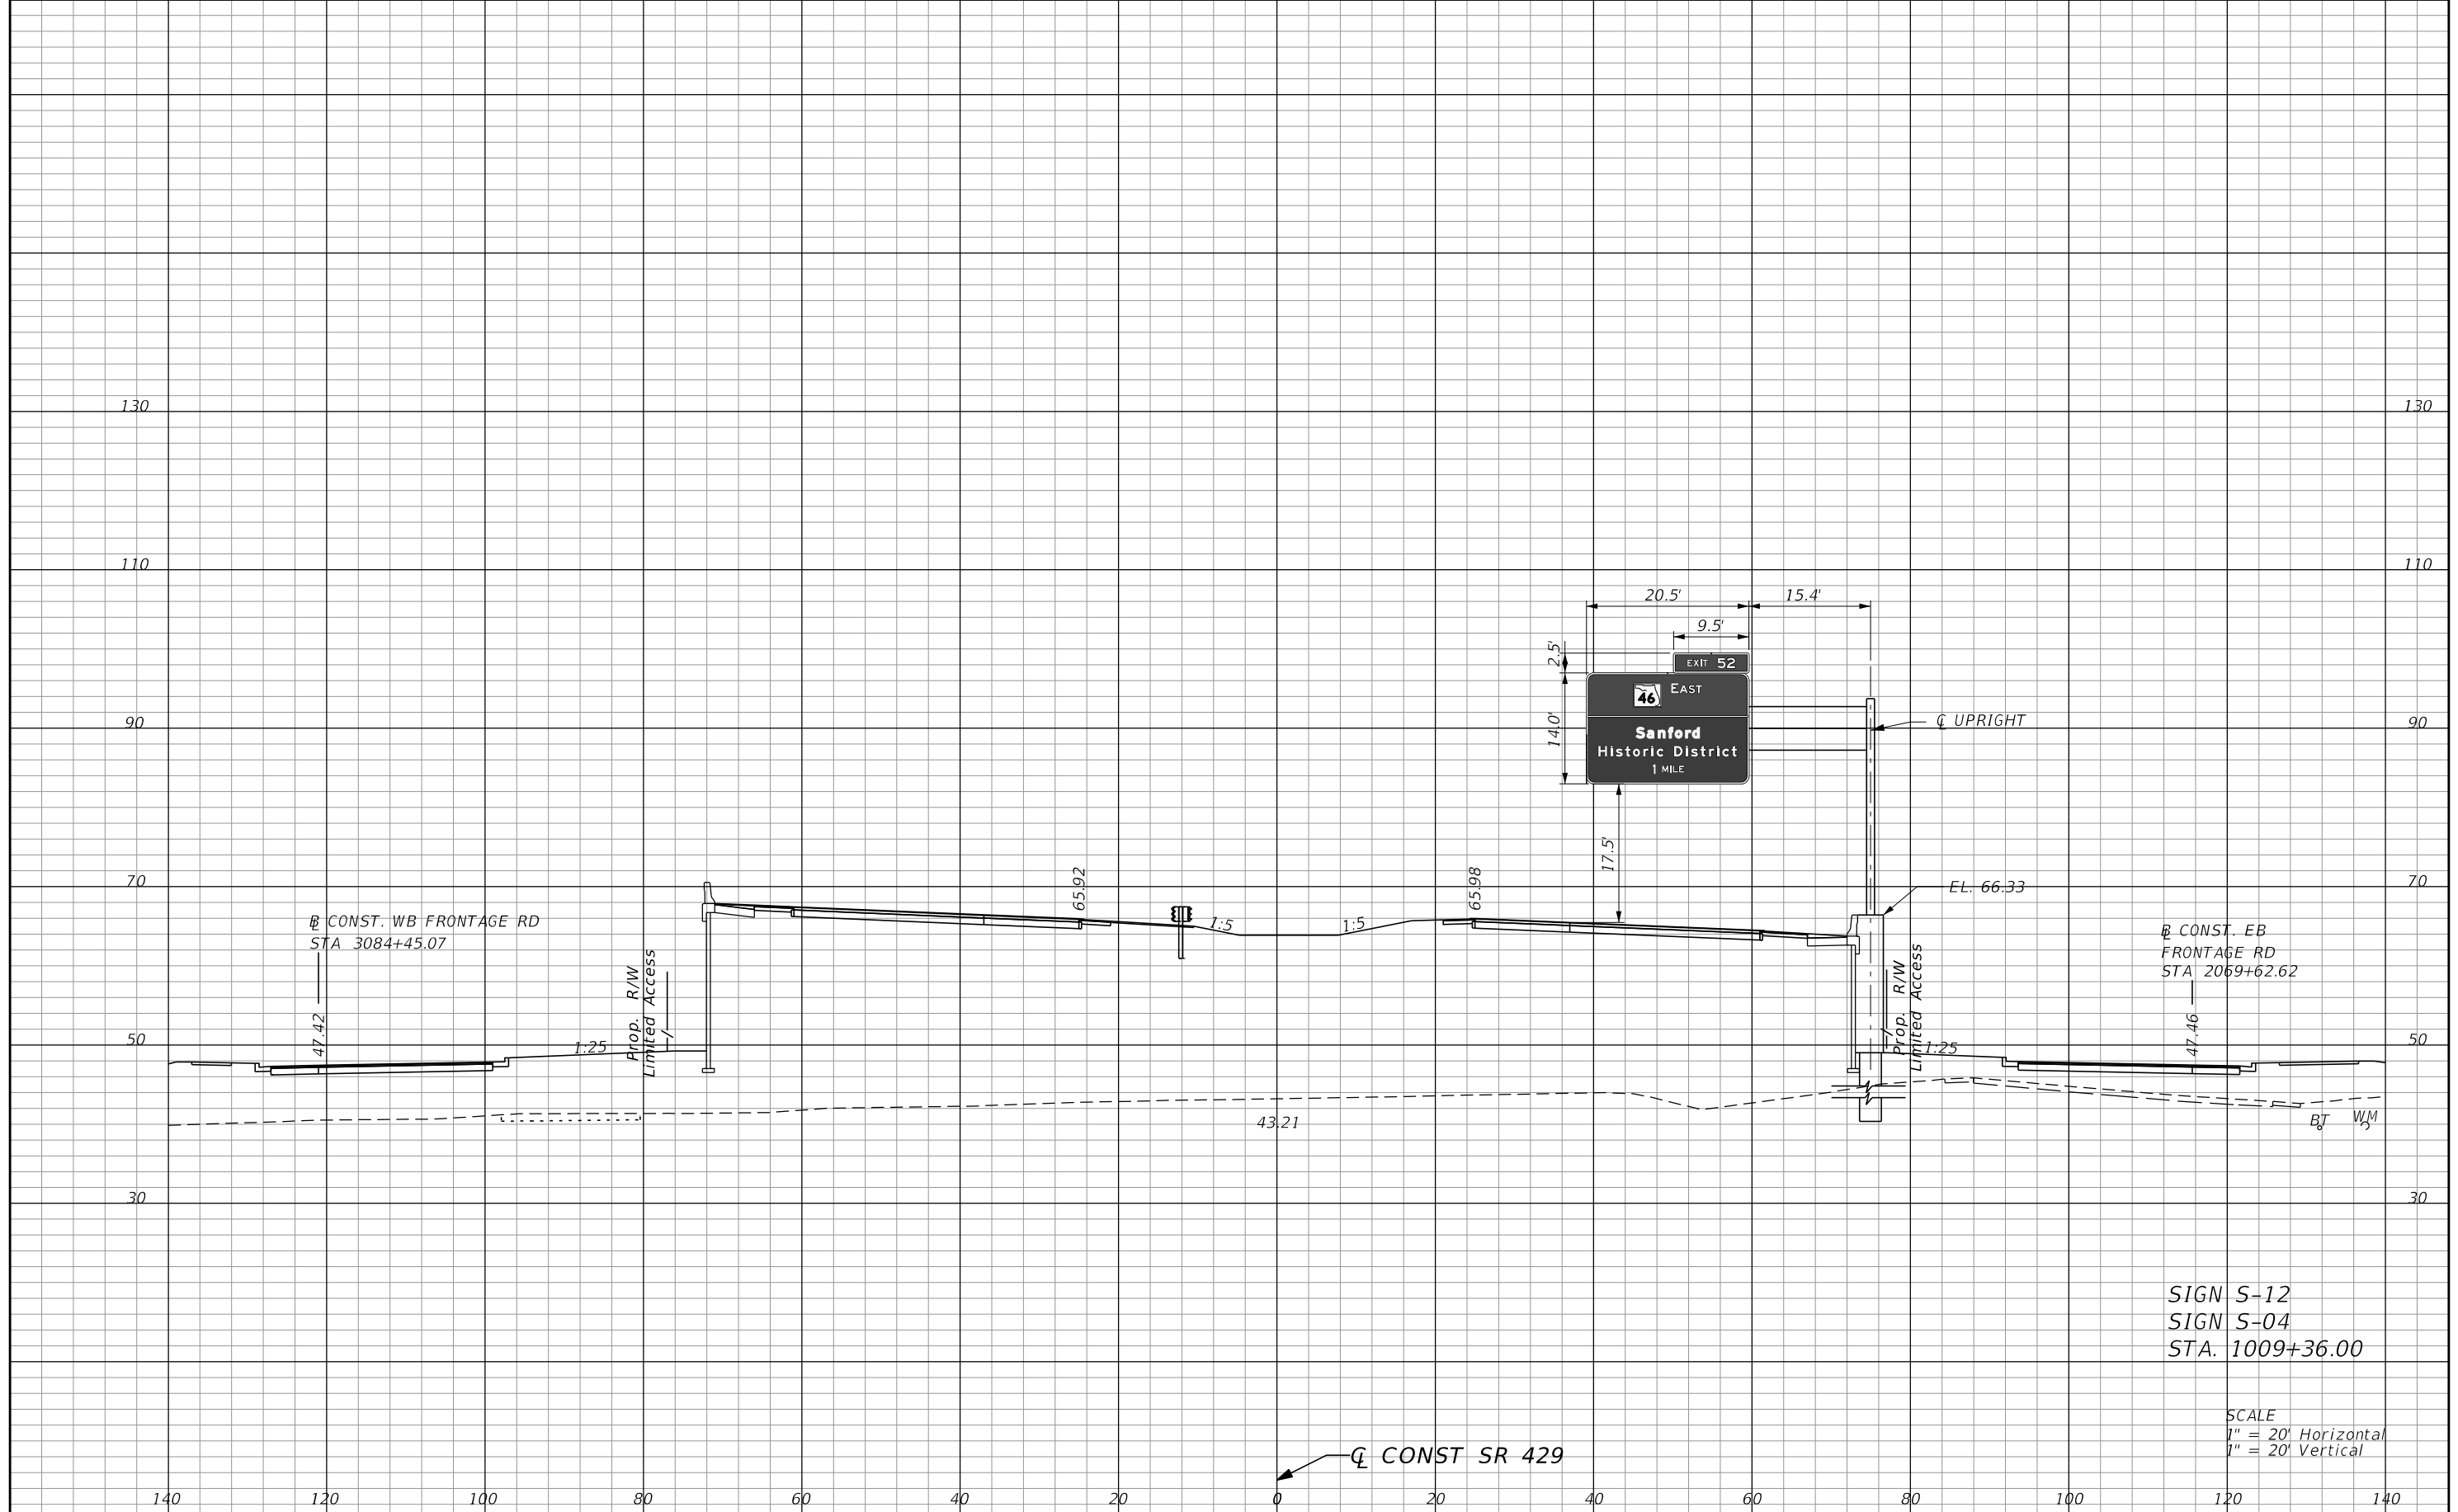 130
130
110
110
20.5'
15.4'
9.5'
2.5'
EXIT 52
46 EAST
14.0'
Sanford
Historic District
1 MILE
90
℄ UPRIGHT
90
17.5'
70
65.92
65.98
EL. 66.33
70
BL CONST. WB FRONTAGE RD
STA 3084+45.07
1:5
1:5
BL CONST. EB
FRONTAGE RD
STA 2069+62.62
Prop. R/W
Limited Access
Prop. R/W
Limited Access
50
47.42
1:25
1:25
47.46
50
43.21
BT
WM
30
30
SIGN S-12
SIGN S-04
STA. 1009+36.00
SCALE
1" = 20' Horizontal
1" = 20' Vertical
℄ CONST SR 429
140 120 100 80 60 40 20 0 20 40 60 80 100 120 140